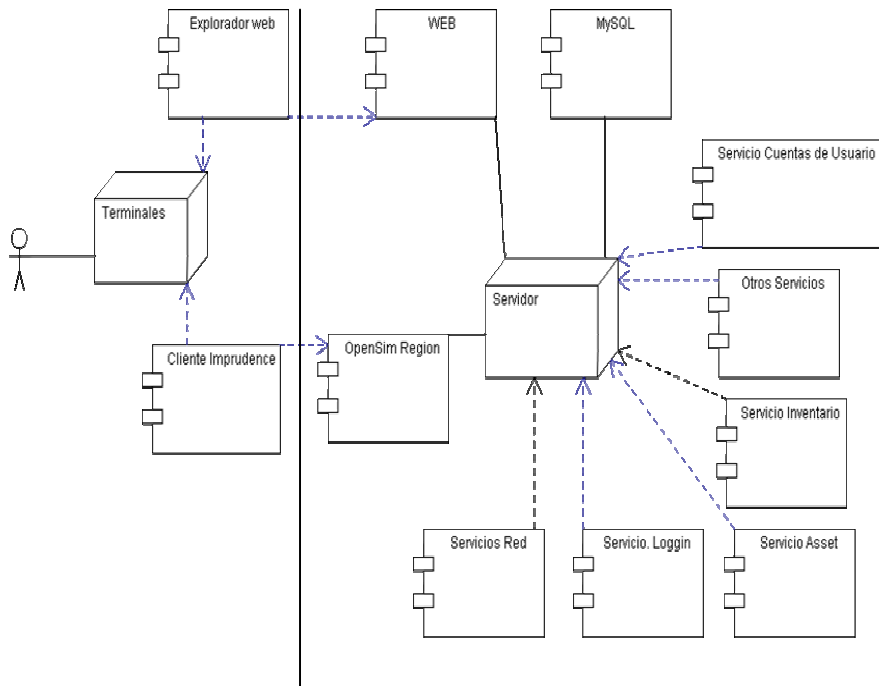 Explorador web
WEB
MySQL
Servicio Cuentas de Usuario
Terminales
Otros Servicios
Servidor
Cliente Imprudence
OpenSim Region
Servicio Inventario
Servicios Red
Servicio. Loggin
Servicio Asset